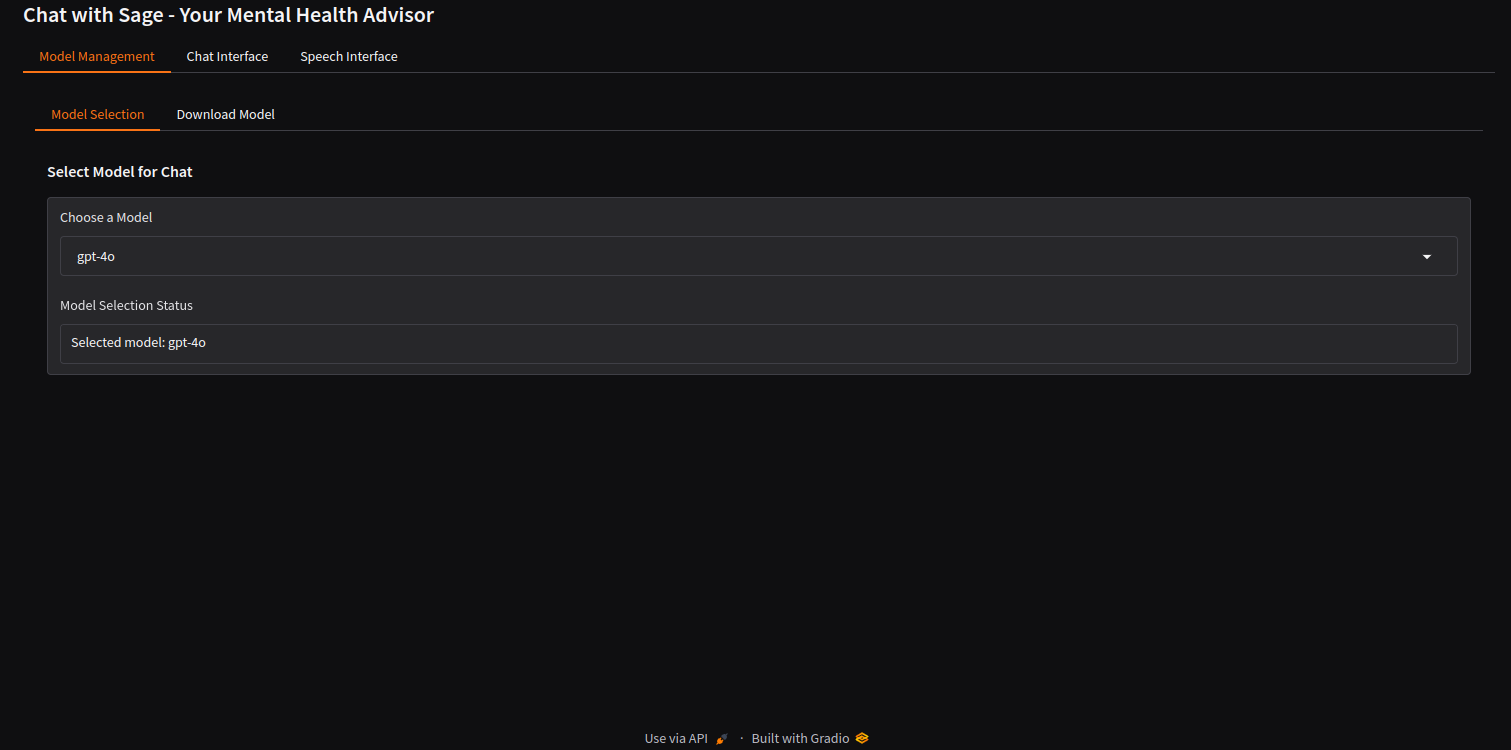 Chat with Sage - Your Mental Health Advisor
Model Management Chat Interface Speech Interface
Model Selection Download Model
Select Model for Chat
Choose a Model
gpt-4o
Model Selection Status
Selected model: gpt-4o
Use via API · Built with Gradio